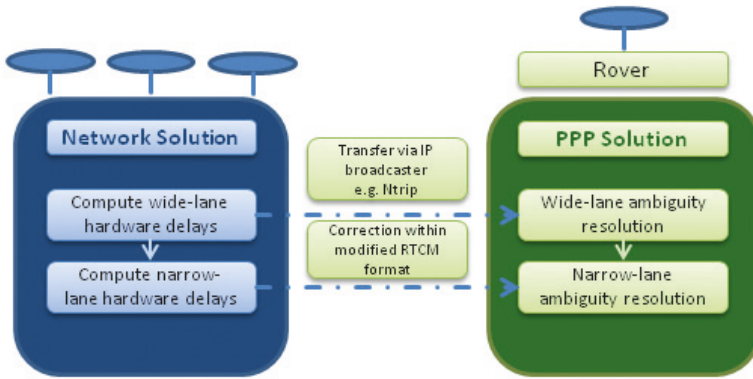 Rover
Network Solution
PPP Solution
Transfer via IP
broadcaster
e.g. Ntrip
Compute wide-lane
hardware delays
Wide-lane ambiguity
resolution
Correction within
modified RTCM
format
Compute narrow-
lane hardware delays
Narrow-lane
ambiguity resolution